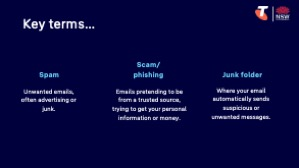 Key terms...
NSW
Spam
Unwanted emails,
often advertising or
junk.
Scam/
phishing
Emails pretending to be
from a trusted source,
trying to get your personal
information or money.
Junk folder
Where your email
automatically sends
suspicious or
unwanted messages.